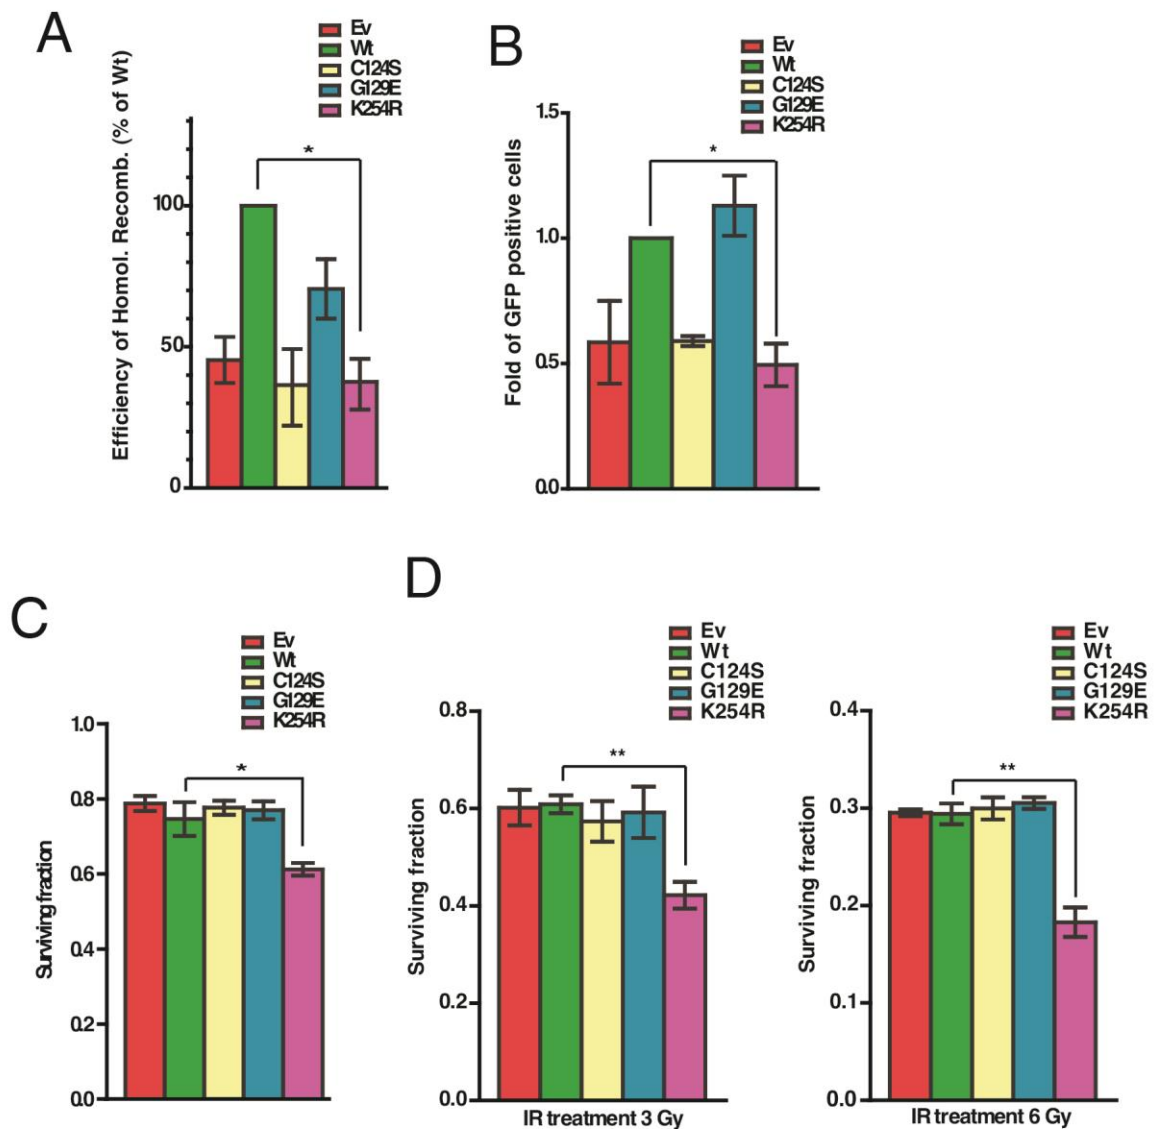 A
Ev
Wt
C124S
G129E
K254R
Efficiency of Homol. Recomb. (% of Wt)
*
100
50
0
B
Ev
Wt
C124S
G129E
K254R
Fold of GFP positive cells
1.5
*
1.0
0.5
0.0
C
Ev
Wt
C124S
G129E
K254R
Surviving fraction
1.0
*
0.8
0.6
0.4
0.2
0.0
D
Ev
Wt
C124S
G129E
K254R
Surviving fraction
0.8
**
0.6
0.4
0.2
0.0
IR treatment 3 Gy
Ev
Wt
C124S
G129E
K254R
Surviving fraction
0.4
**
0.3
0.2
0.1
0.0
IR treatment 6 Gy